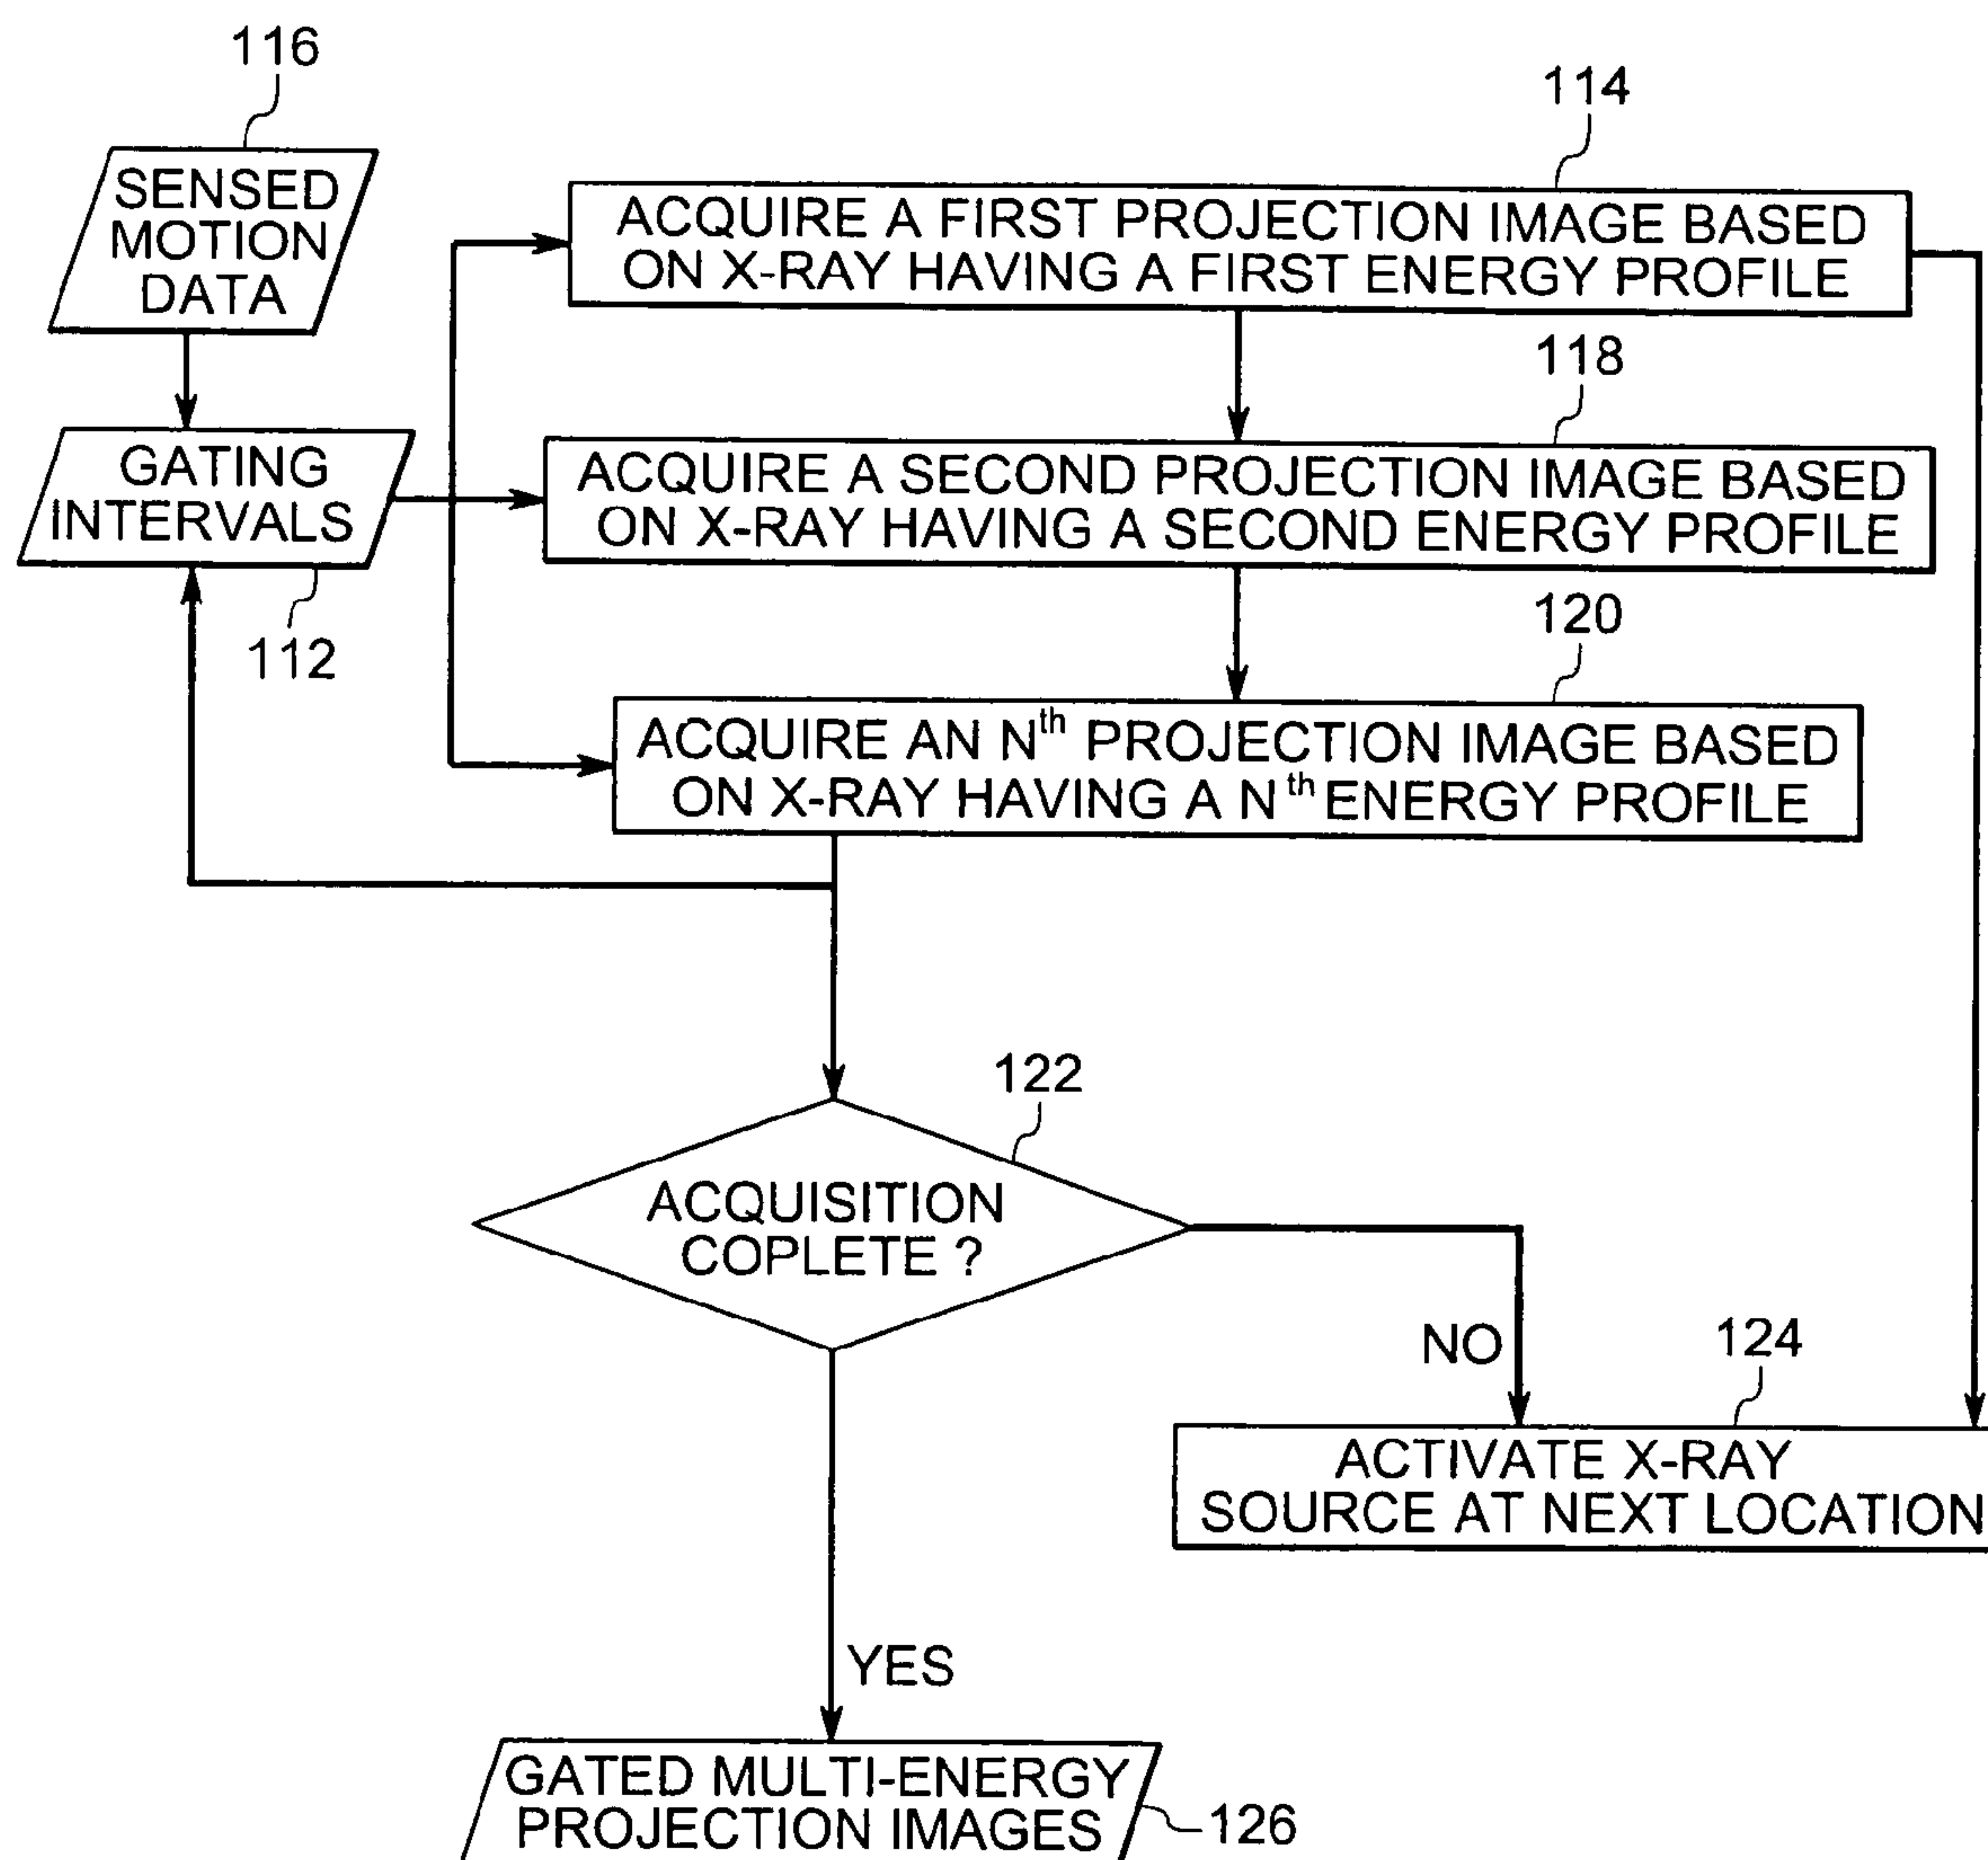 116
SENSED
MOTION
DATA
114
ACQUIRE A FIRST PROJECTION IMAGE BASED
ON X-RAY HAVING A FIRST ENERGY PROFILE
118
GATING
INTERVALS
112
ACQUIRE A SECOND PROJECTION IMAGE BASED
ON X-RAY HAVING A SECOND ENERGY PROFILE
120
ACQUIRE AN Nth PROJECTION IMAGE BASED
ON X-RAY HAVING A Nth ENERGY PROFILE
122
ACQUISITION
COPLETE ?
NO
124
ACTIVATE X-RAY
SOURCE AT NEXT LOCATION
YES
GATED MULTI-ENERGY
PROJECTION IMAGES
126